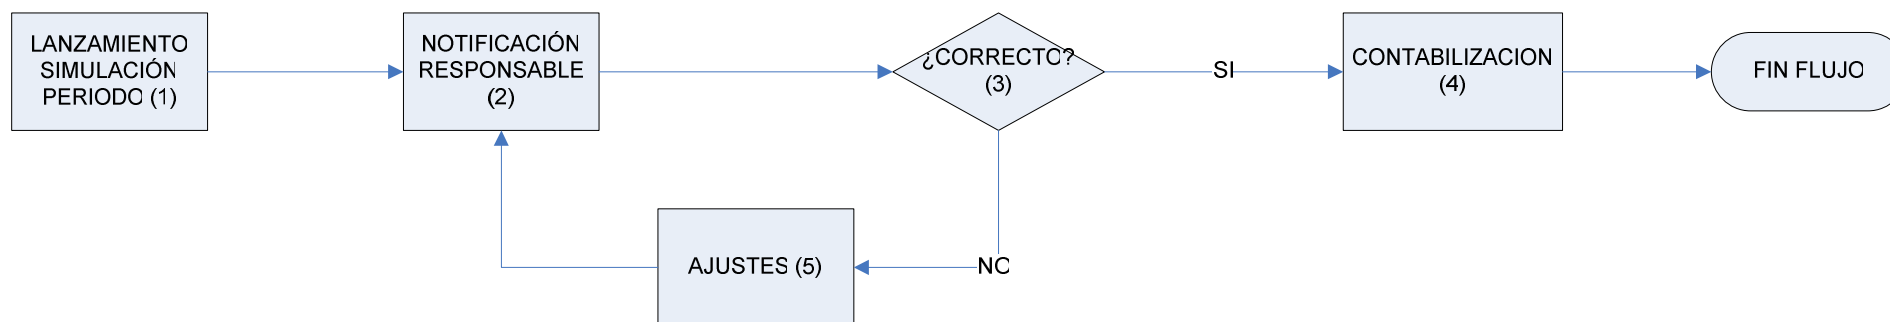 LANZAMIENTO
SIMULACIÓN
PERIODO (1)
NOTIFICACIÓN
RESPONSABLE
(2)
¿CORRECTO?
(3)
SI
CONTABILIZACION
(4)
FIN FLUJO
AJUSTES (5)
NO